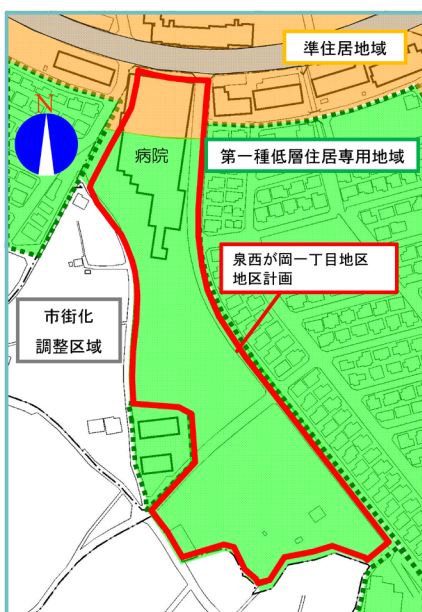 準住居地域
N
病院
第一種低層住居専用地域
泉西が岡一丁目地区
地区計画
市街化
調整区域